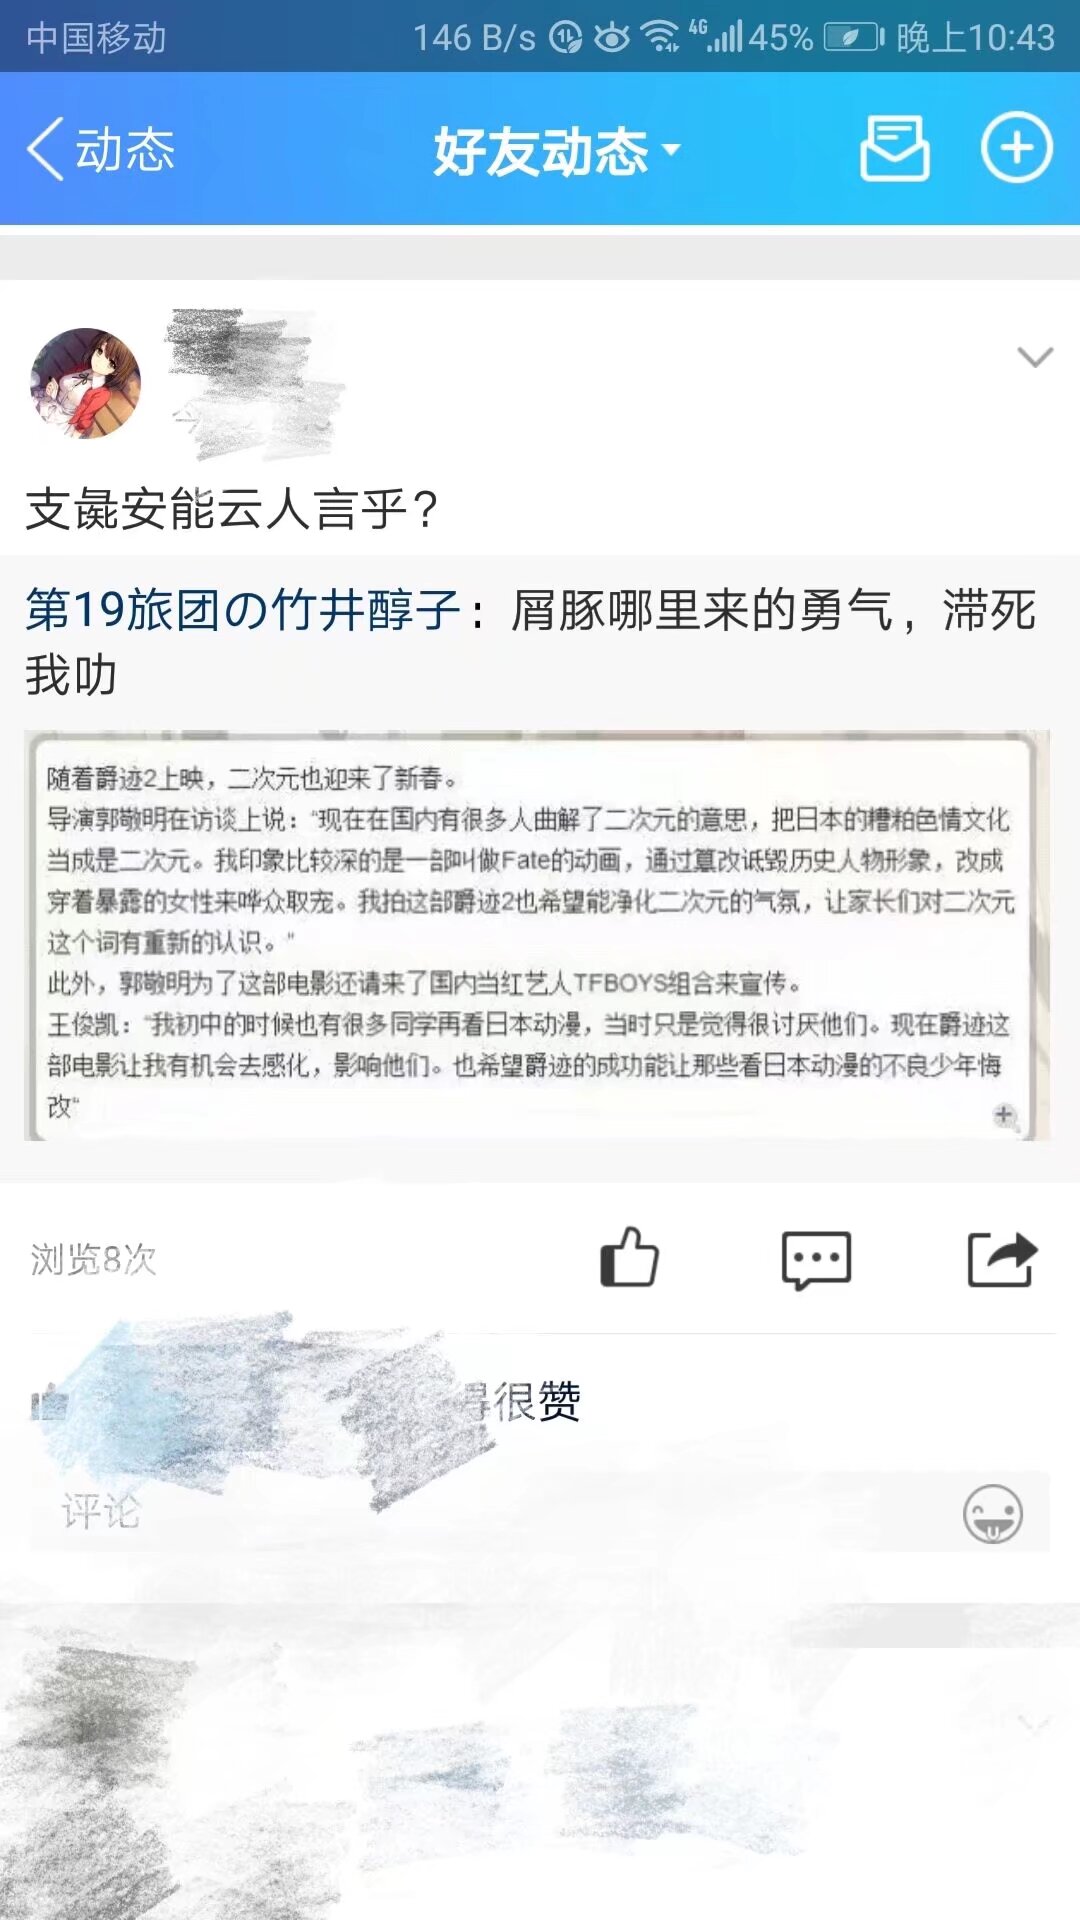 中国移动 146 B/s 4G 45% 晚上10:43
动态 好友动态
支彘安能云人言乎？
第19旅团の竹井醇子：屑豚哪里来的勇气，滞死
我叻
随着爵迹2上映，二次元也迎来了新春。
导演郭敬明在访谈上说：“现在在国内有很多人曲解了二次元的意思，把日本的糟粕色情文化
当成是二次元。我印象比较深的是一部叫做Fate的动画，通过篡改诋毁历史人物形象，改成
穿着暴露的女性来哗众取宠。我拍这部爵迹2也希望能净化二次元的气氛，让家长们对二次元
这个词有重新的认识。”
此外，郭敬明为了这部电影还请来了国内当红艺人TFBOYS组合来宣传。
王俊凯：“我初中的时候也有很多同学再看日本动漫，当时只是觉得很讨厌他们。现在爵迹这
部电影让我有机会去感化，影响他们。也希望爵迹的成功能让那些看日本动漫的不良少年悔
改“
浏览8次
得很赞
评论